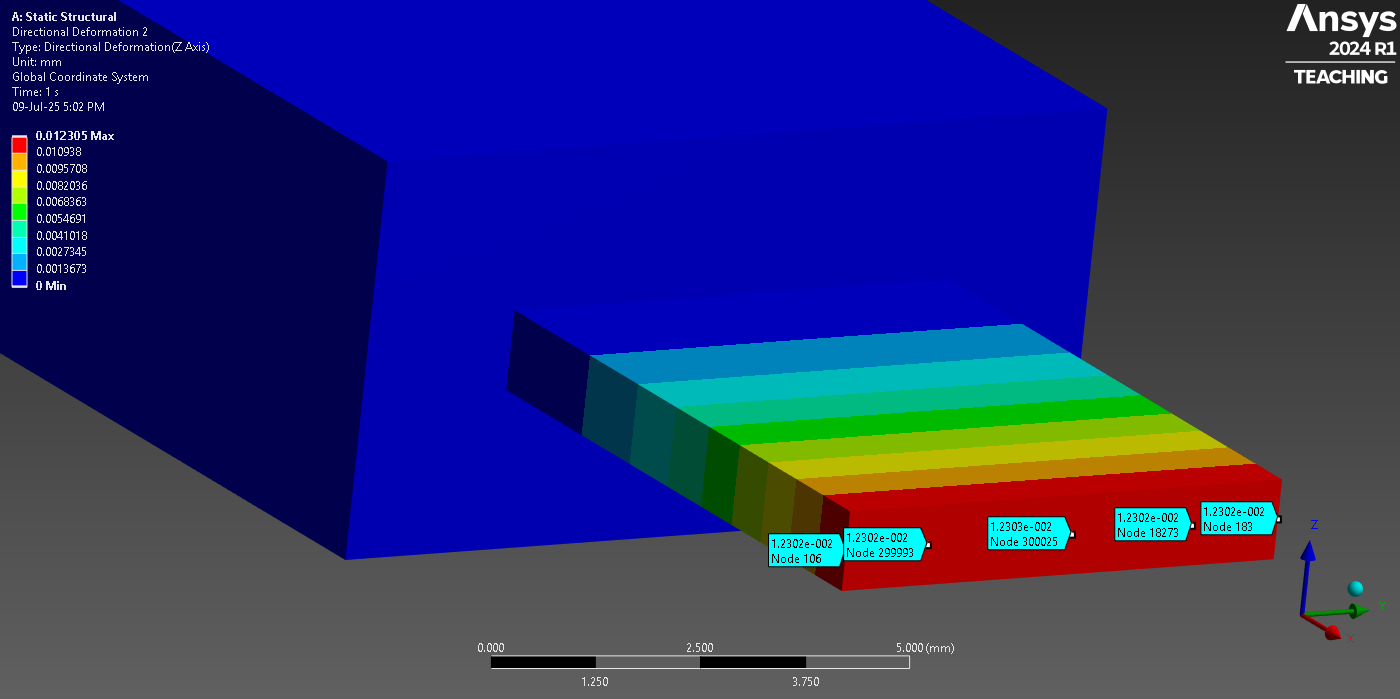 A: Static Structural
Directional Deformation 2
Type: Directional Deformation(Z Axis)
Unit: mm
Global Coordinate System
Time: 1 s
09-Jul-25 5:02 PM
0.012305 Max
0.010938
0.0095708
0.0082036
0.0068363
0.0054691
0.0041018
0.0027345
0.0013673
0 Min
Ansys
2024 R1
TEACHING
1.2302e-002
Node 106
1.2302e-002
Node 299993
1.2303e-002
Node 300025
1.2302e-002
Node 18273
1.2302e-002
Node 183
Z
Y
X
0.000 2.500 5.000 (mm)
1.250 3.750